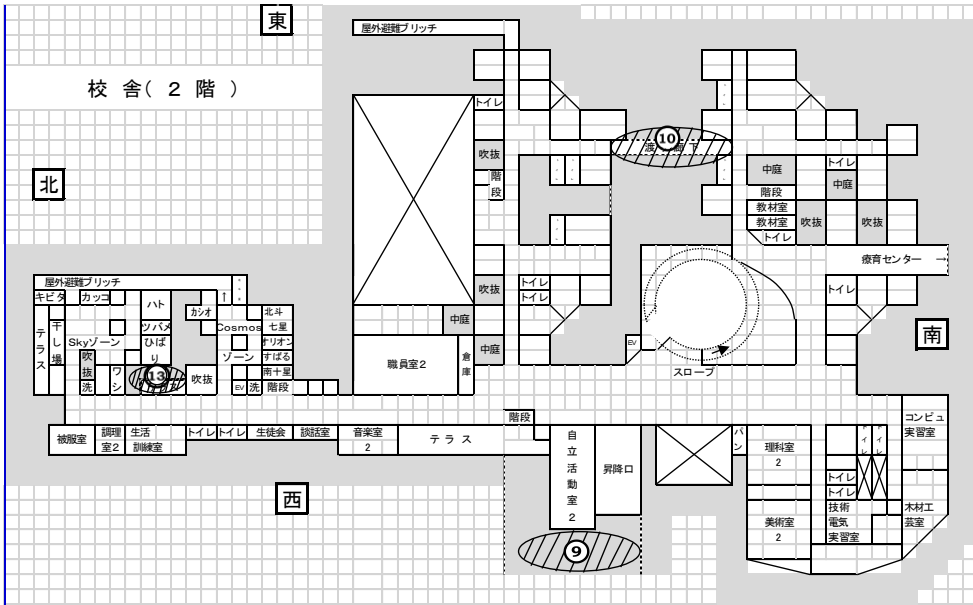 東
屋外避難ブリッチ
校 舎( 2 階 )
北
トイレ
吹抜
階
段
10
渡
下
中庭
トイレ
中庭
階段
教材室
教材室
トイレ
吹抜
吹抜
療育センター →
屋外避難ブリッチ
キビタ
カッコ
ハト
カシオ
↑
北斗
七星
オリオン
すばる
南十星
階段
Cosmos
ゾーン
EV
洗
テラス
干し場
Skyゾーン
ツバメ
ひば
り
吹
抜
洗
ワ
シ
13
吹抜
吹抜
トイレ
トイレ
中庭
中庭
職員室2
倉
庫
EV
スロープ
トイレ
南
階段
被服室
調理
室2
生活
訓練室
トイレ
トイレ
生徒会
談話室
音楽室
2
テ ラ ス
自立活動室2
昇降口
パ
ン
理科室
2
トイレ
トイレ
美術室
2
技術
電気
実習室
コンピュ
実習室
木材工
芸室
西
9